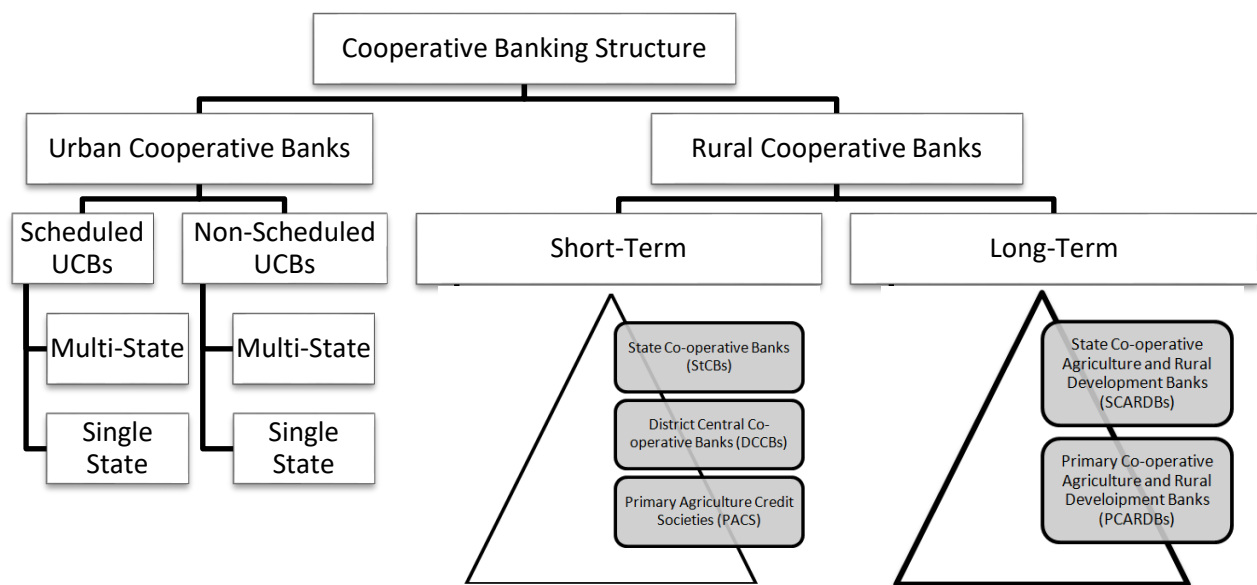 Cooperative Banking Structure
Urban Cooperative Banks
Rural Cooperative Banks
Scheduled
UCBs
Non-Scheduled
UCBs
Short-Term
Long-Term
Multi-State
Single
State
Multi-State
Single
State
State Co-operative Banks
(StCBs)
District Central Co-
operative Banks (DCCBs)
Primary Agriculture Credit
Societies (PACS)
State Co-operative
Agriculture and Rural
Development Banks
(SCARDBs)
Primary Co-operative
Agriculture and Rural
Develoipment Banks
(PCARDBs)